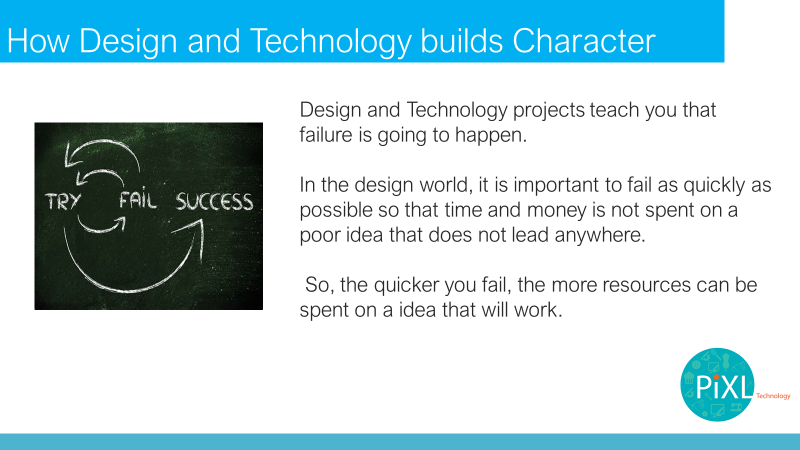 How Design and Technology builds Character
TRY FAIL SUCCESS
Design and Technology projects teach you that
failure is going to happen.
In the design world, it is important to fail as quickly as
possible so that time and money is not spent on a
poor idea that does not lead anywhere.
So, the quicker you fail, the more resources can be
spent on a idea that will work.
PiXL
Technology